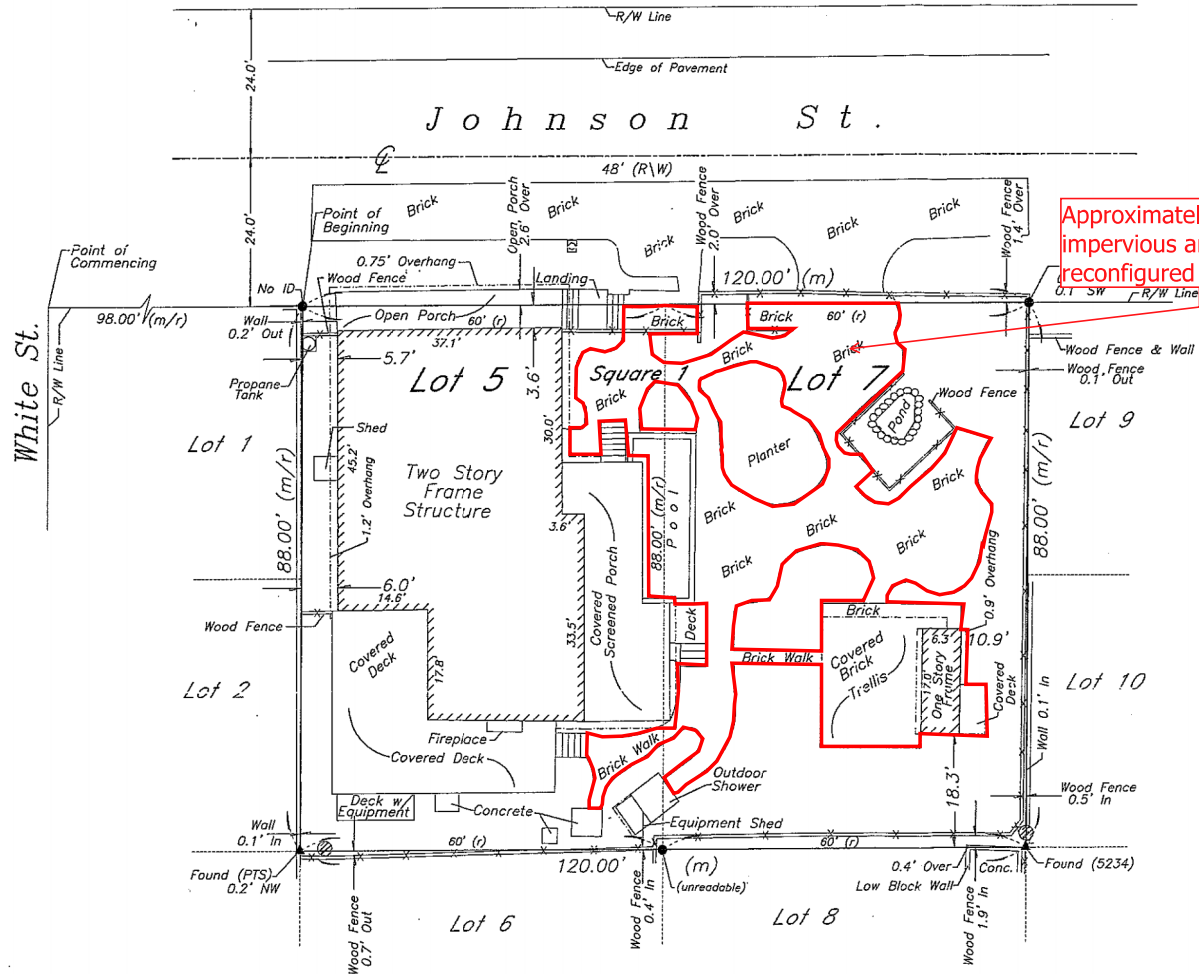 R/W Line
24.0'
Edge of Pavement
Johnson St.
℄
48' (R\W)
24.0'
Point of
Commencing
Point of
Beginning
Brick
Open Porch
2.6' Over
Brick
Brick
Wood Fence
2.0' Over
Brick
Brick
Wood Fence
1.4' Over
Approximatel
impervious a
reconfigured
0.75' Overhang
Wood Fence
Landing
120.00' (m)
No ID
0.1' SW
R/W Line
98.00' (m/r)
White St.
R/W Line
Wall
0.2' Out
Open Porch
60' (r)
Brick
Brick
60' (r)
37.1'
5.7'
Lot 5
3.6'
Square 1
Brick
Brick
Lot 7
Wood Fence & Wall
Wood Fence
0.1' Out
Propane
Tank
Brick
Wood Fence
Pond
Lot 9
Lot 1
Shed
45.2'
1.2' Overhang
30.0'
Planter
Two Story
Frame
Structure
Brick
88.00' (m/r)
88.00' (m/r)
Pool
88.00' (m/r)
3.6'
Brick
Brick
Brick
0.9' Overhang
6.0'
14.6'
Covered
Screened Porch
33.5'
Deck
Brick
Wood Fence
6.3'
10.9'
Covered
Deck
17.8'
Brick Walk
Covered
Brick
Trellis
17.0'
One Story
Frame
Covered
Deck
Lot 2
Lot 10
Wall 0.1' In
Fireplace
Covered Deck
Brick Walk
Outdoor
Shower
18.3'
Wood Fence
0.5' In
Deck w/
Equipment
Concrete
Equipment Shed
Wall
0.1' In
60' (r)
60' (r)
120.00' (m)
Found (PTS)
0.2' NW
(unreadable)
0.4' Over
Low Block Wall
Conc.
Found (5234)
Wood Fence
0.7' Out
Lot 6
Wood Fence
0.4' In
Lot 8
Wood Fence
1.9' In